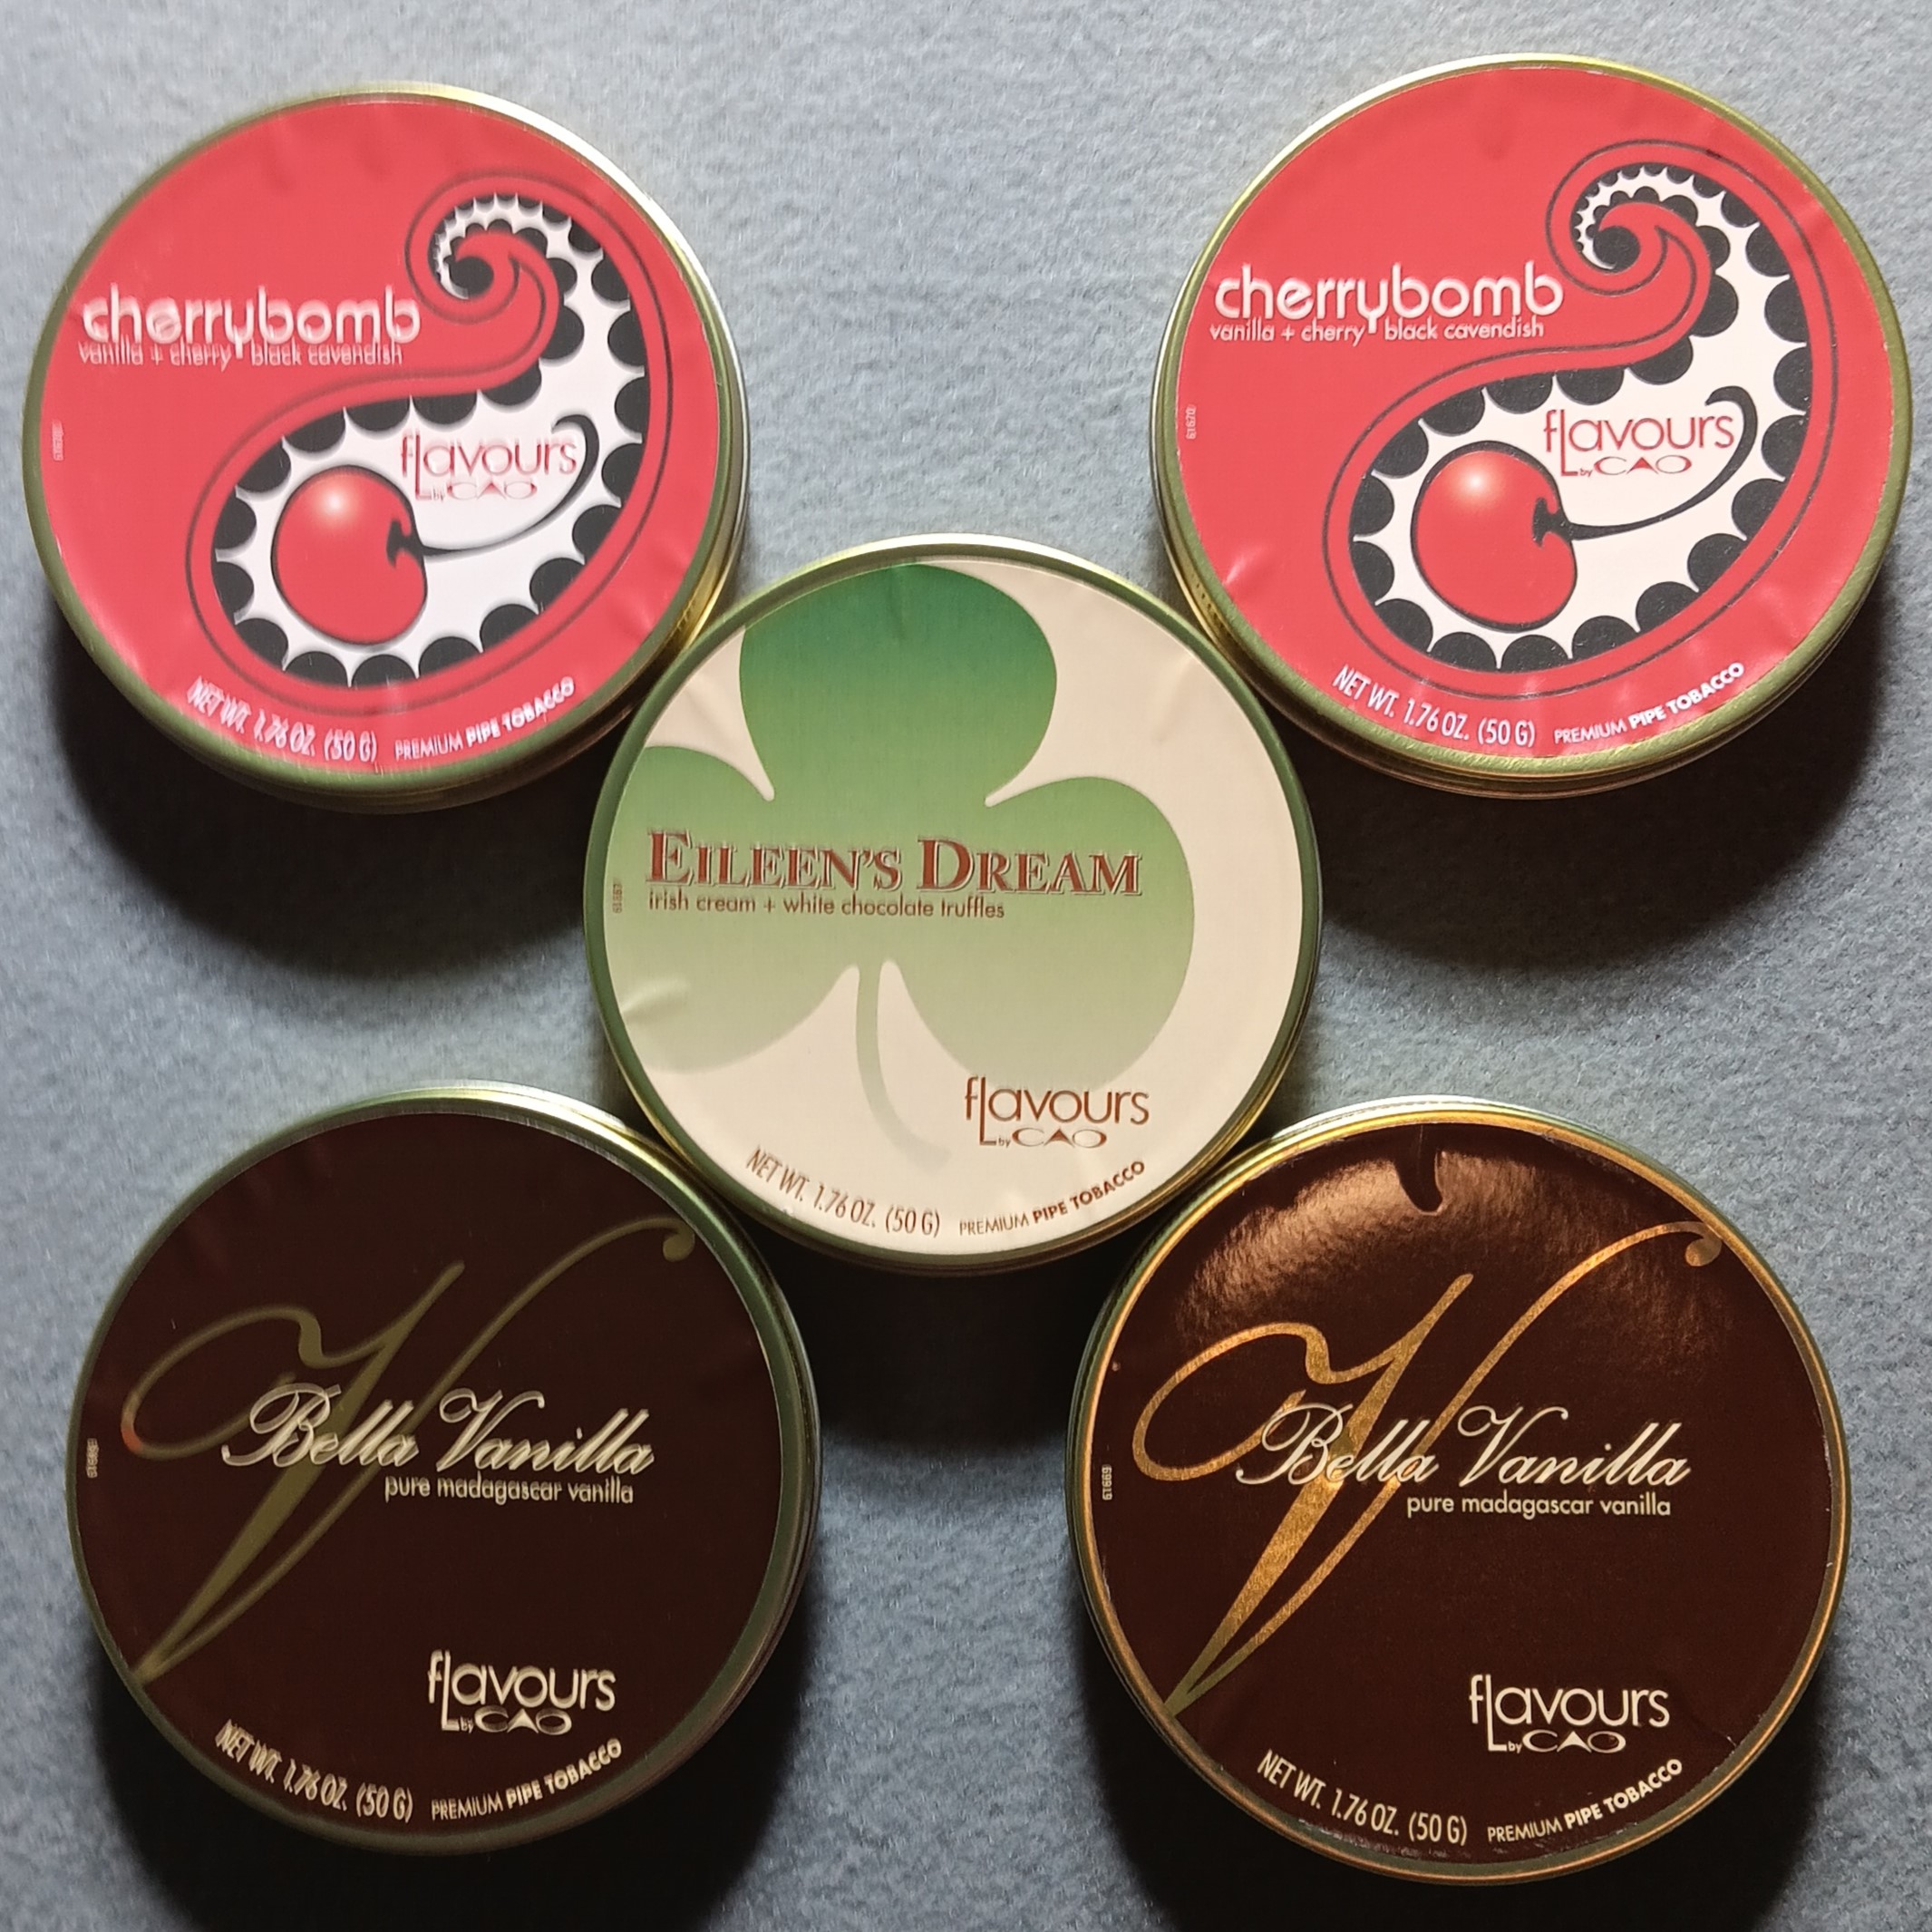 cherrybomb
vanilla + cherry black cavendish
flavours
by CAO
NET WT. 1.76 OZ. (50 G) PREMIUM PIPE TOBACCO
cherrybomb
vanilla + cherry black cavendish
flavours
by CAO
61670
NET WT. 1.76 OZ. (50 G) PREMIUM PIPE TOBACCO
EILEEN'S DREAM
irish cream + white chocolate truffles
flavours
by CAO
NET WT. 1.76 OZ. (50 G) PREMIUM PIPE TOBACCO
Bella Vanilla
pure madagascar vanilla
flavours
by CAO
NET WT. 1.76 OZ. (50 G) PREMIUM PIPE TOBACCO
Bella Vanilla
pure madagascar vanilla
61669
flavours
by CAO
NET WT. 1.76 OZ. (50 G) PREMIUM PIPE TOBACCO